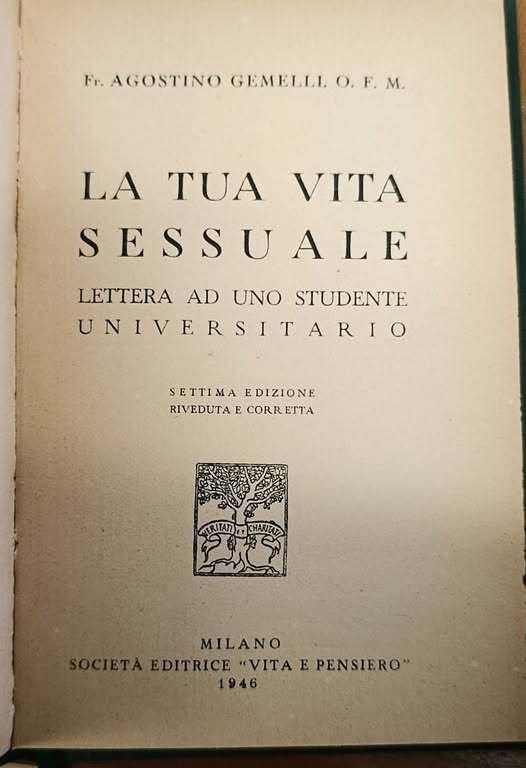 Fr. AGOSTINO GEMELLI, O. F. M.
LA TUA VITA
SESSUALE
LETTERA AD UNO STUDENTE
UNIVERSITARIO
SETTIMA EDIZIONE
RIVEDUTA E CORRETTA
VERITATI ET CHARITATI
MILANO
SOCIETÀ EDITRICE "VITA E PENSIERO"
1946